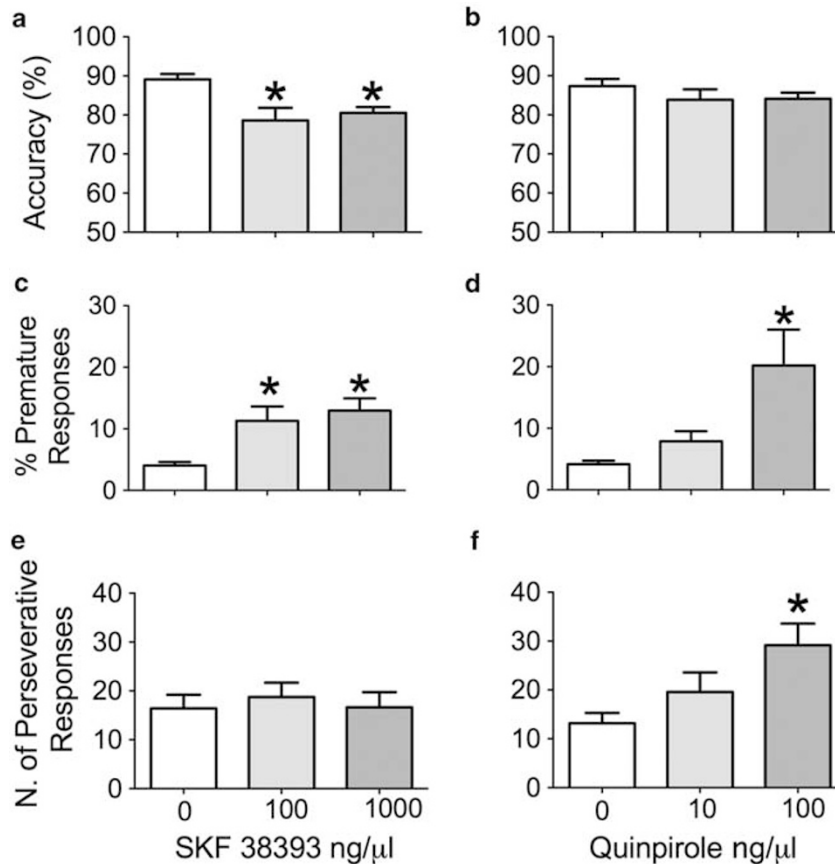 a
b
Accuracy (%)
100
90
80
70
60
50
*
*
100
90
80
70
60
50
c
d
% Premature
Responses
30
20
10
0
*
*
30
20
10
0
*
e
f
N. of Perseverative
Responses
40
30
20
10
0
40
30
20
10
0
*
0 100 1000
0 10 100
SKF 38393 ng/μl
Quinpirole ng/μl